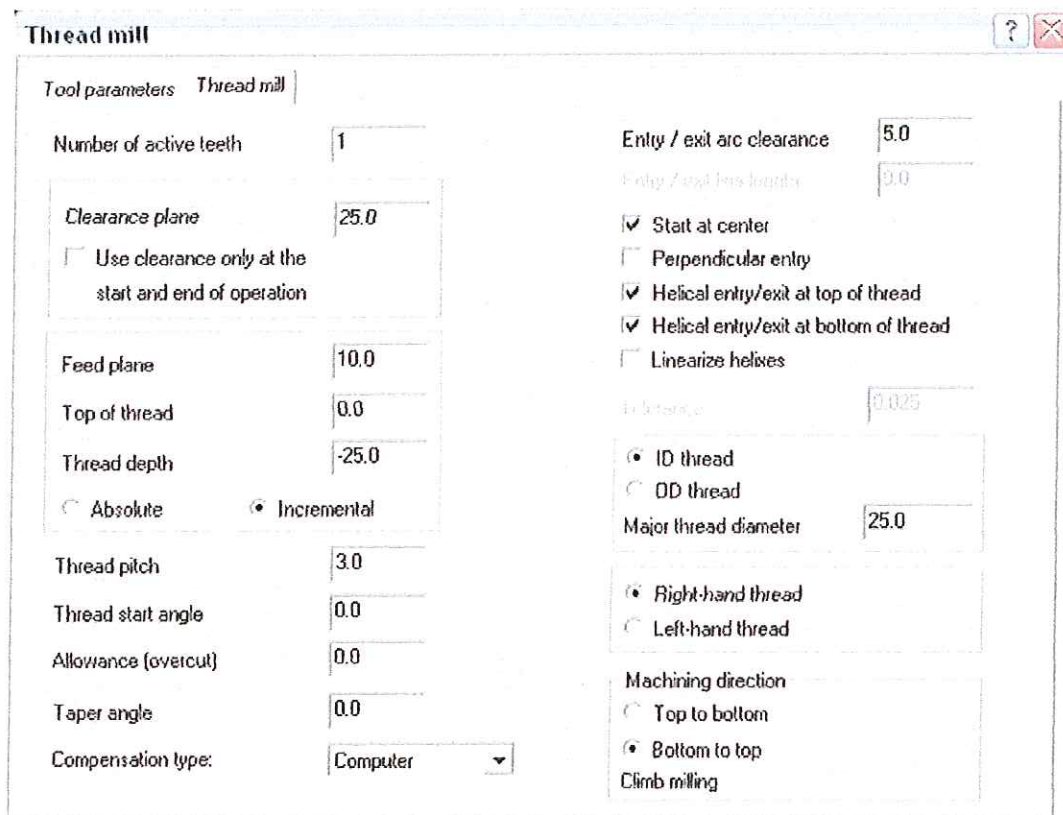 Thread mill
Tool parameters Thread mill
Number of active teeth 1
Clearance plane 25.0
Use clearance only at the
start and end of operation
Feed plane 10.0
Top of thread 0.0
Thread depth -25.0
Absolute Incremental
Thread pitch 3.0
Thread start angle 0.0
Allowance (overcut) 0.0
Taper angle 0.0
Compensation type: Computer
Entry / exit arc clearance 5.0
Entry / exit line length 0.0
Start at center
Perpendicular entry
Helical entry/exit at top of thread
Helical entry/exit at bottom of thread
Linearize helixes
Tolerance 0.025
ID thread
OD thread
Major thread diameter 25.0
Right-hand thread
Left-hand thread
Machining direction
Top to bottom
Bottom to top
Climb milling